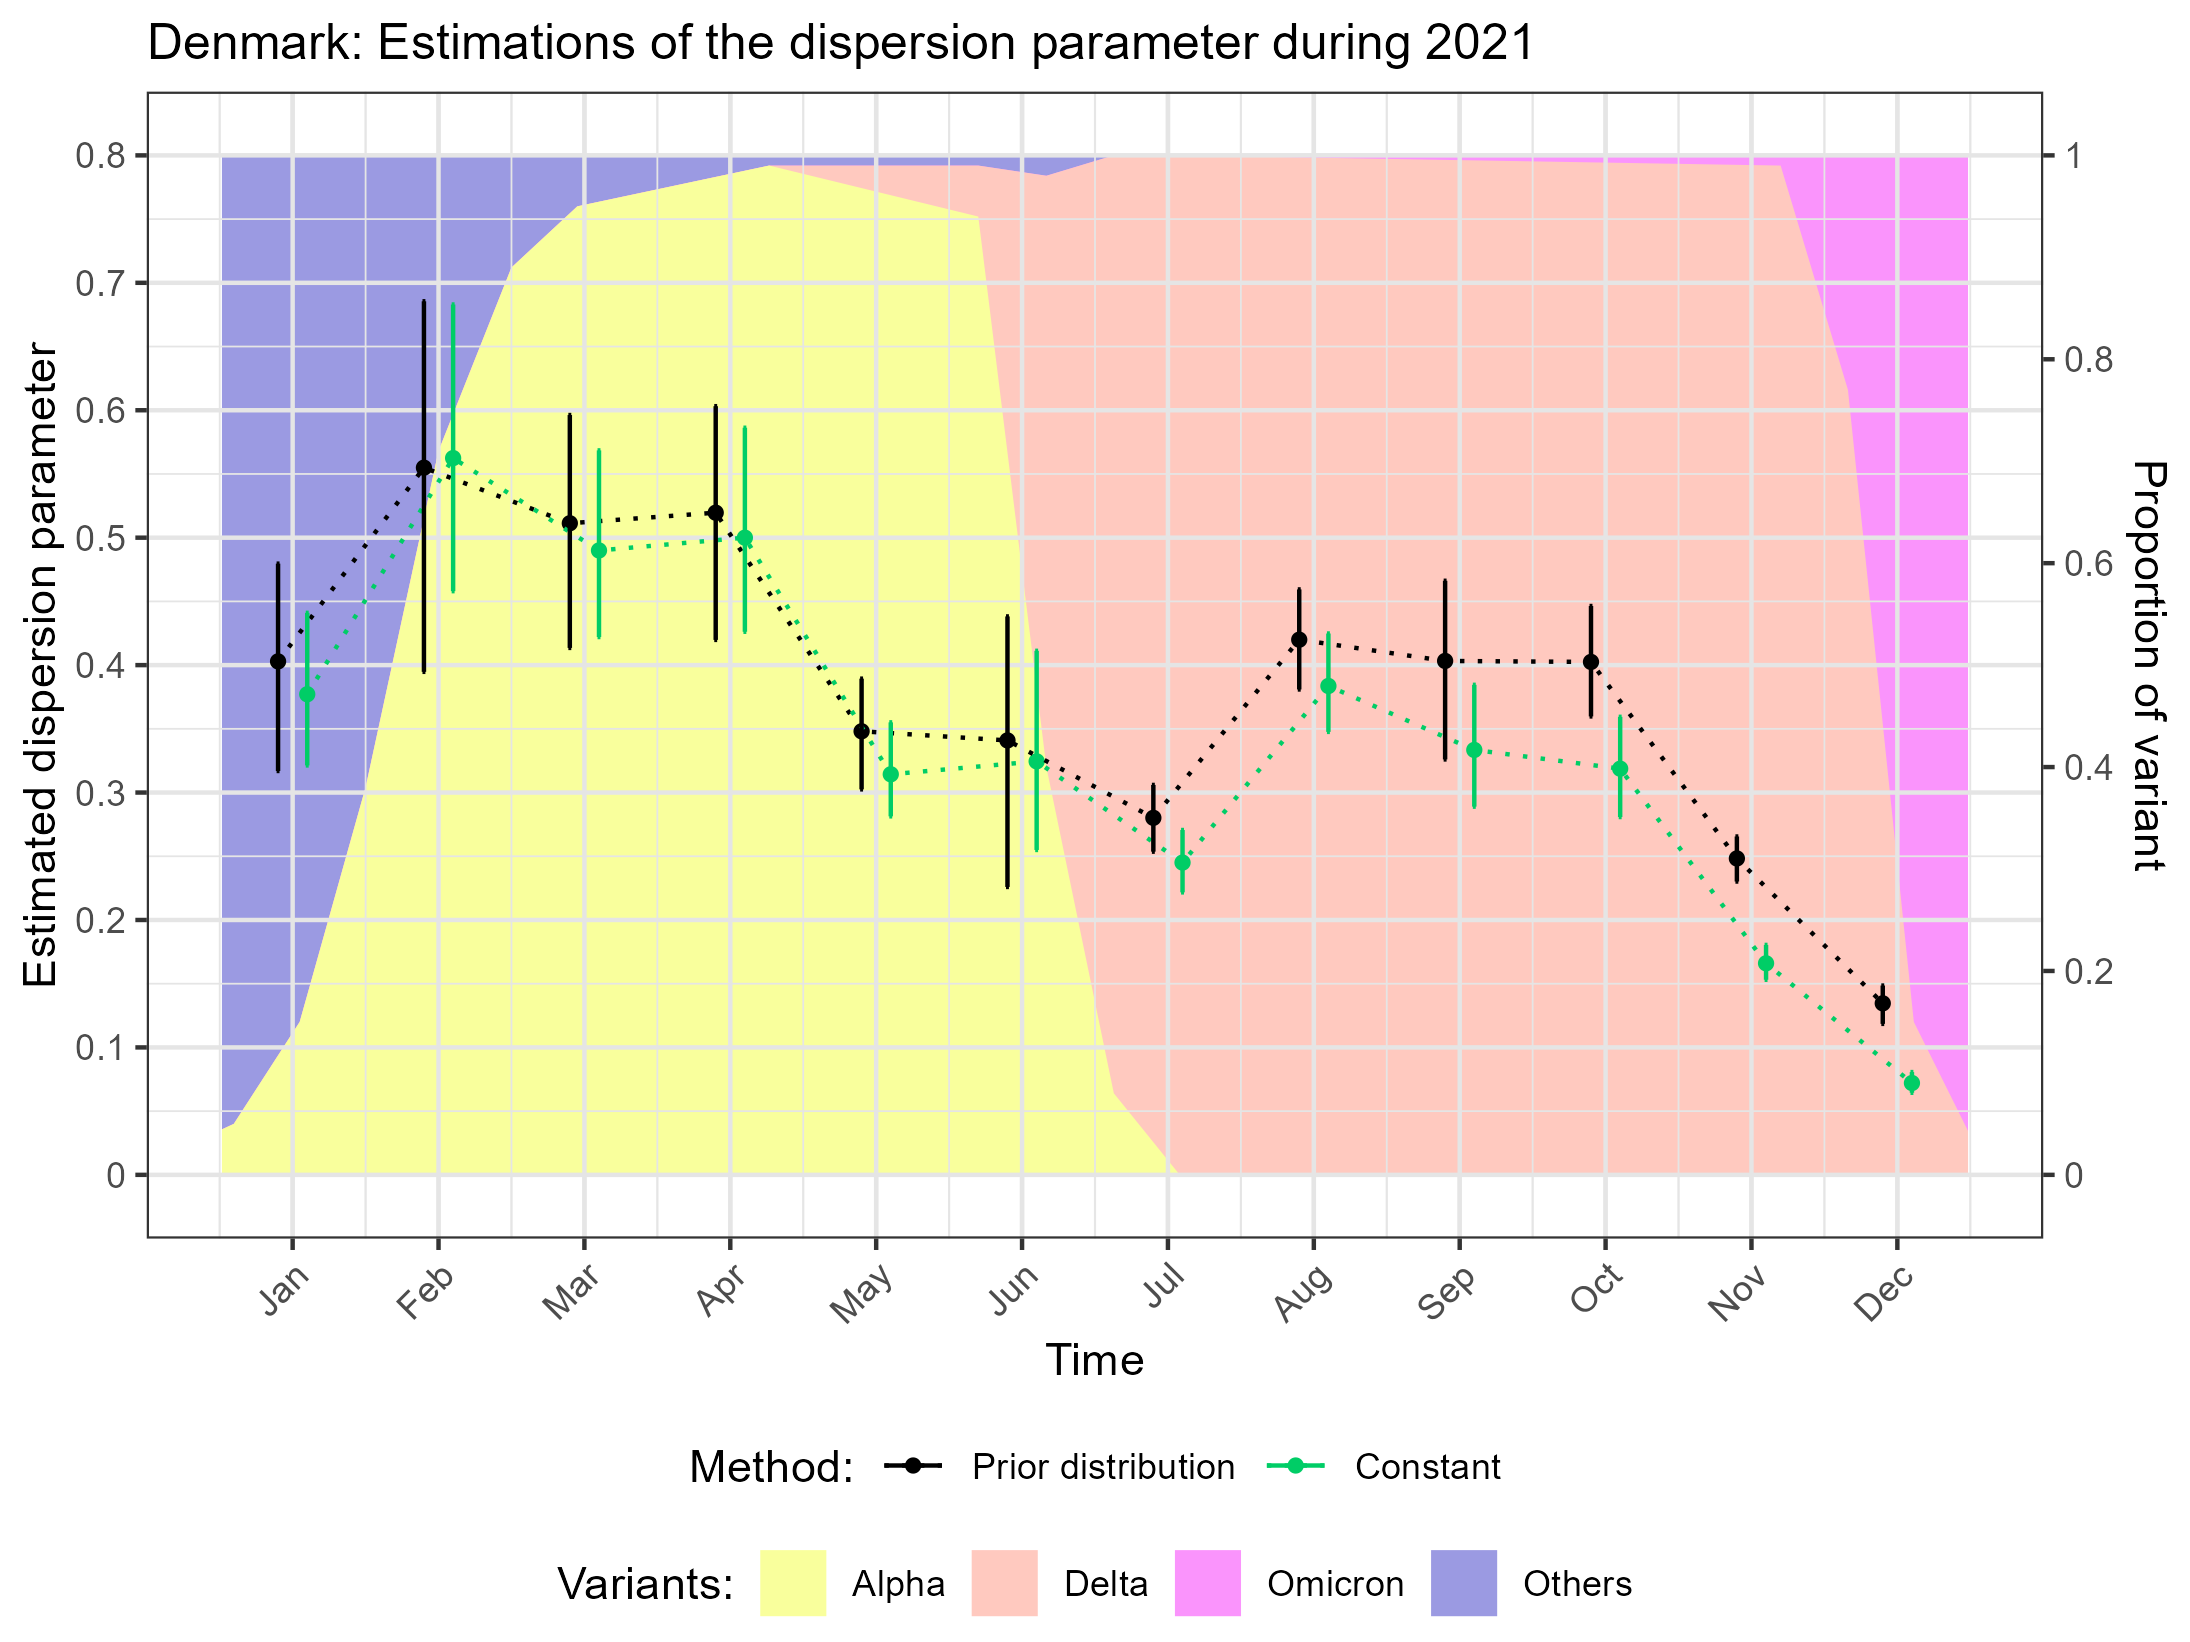 Denmark: Estimations of the dispersion parameter during 2021
Estimated dispersion parameter
0.8
0.7
0.6
0.5
0.4
0.3
0.2
0.1
0
1
0.8
0.6
0.4
0.2
0
Proportion of variant
Jan Feb Mar Apr May Jun Jul Aug Sep Oct Nov Dec
Time
Method: Prior distribution Constant
Variants: Alpha Delta Omicron Others